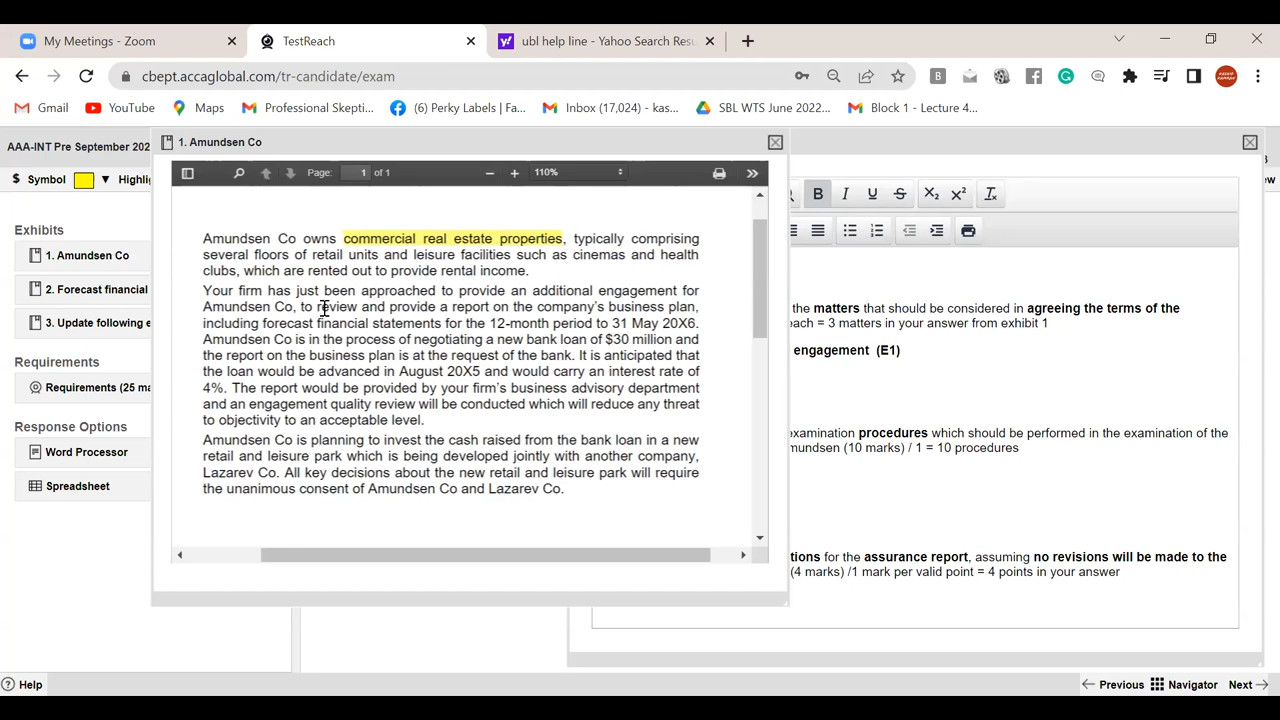 My Meetings - Zoom
TestReach
ubl help line - Yahoo Search Resu
cbept.accaglobal.com/tr-candidate/exam
Gmail
YouTube
Maps
Professional Skepti...
(6) Perky Labels | Fa...
Inbox (17,024) - kas...
SBL WTS June 2022...
Block 1 - Lecture 4...
AAA-INT Pre September 202
1. Amundsen Co
$ Symbol
Highli
Page: 1 of 1
110%
B I U S X₂ X² Tx
Exhibits
1. Amundsen Co
2. Forecast financial
3. Update following e
Requirements
Requirements (25 ma
Response Options
Word Processor
Spreadsheet
Amundsen Co owns commercial real estate properties, typically comprising
several floors of retail units and leisure facilities such as cinemas and health
clubs, which are rented out to provide rental income.
Your firm has just been approached to provide an additional engagement for
Amundsen Co, to review and provide a report on the company's business plan,
including forecast financial statements for the 12-month period to 31 May 20X6.
Amundsen Co is in the process of negotiating a new bank loan of $30 million and
the report on the business plan is at the request of the bank. It is anticipated that
the loan would be advanced in August 20X5 and would carry an interest rate of
4%. The report would be provided by your firm's business advisory department
and an engagement quality review will be conducted which will reduce any threat
to objectivity to an acceptable level.
Amundsen Co is planning to invest the cash raised from the bank loan in a new
retail and leisure park which is being developed jointly with another company,
Lazarev Co. All key decisions about the new retail and leisure park will require
the unanimous consent of Amundsen Co and Lazarev Co.
the matters that should be considered in agreeing the terms of the
each = 3 matters in your answer from exhibit 1
engagement (E1)
examination procedures which should be performed in the examination of the
mundsen (10 marks) / 1 = 10 procedures
tions for the assurance report, assuming no revisions will be made to the
(4 marks) /1 mark per valid point = 4 points in your answer
Help
Previous
Navigator
Next